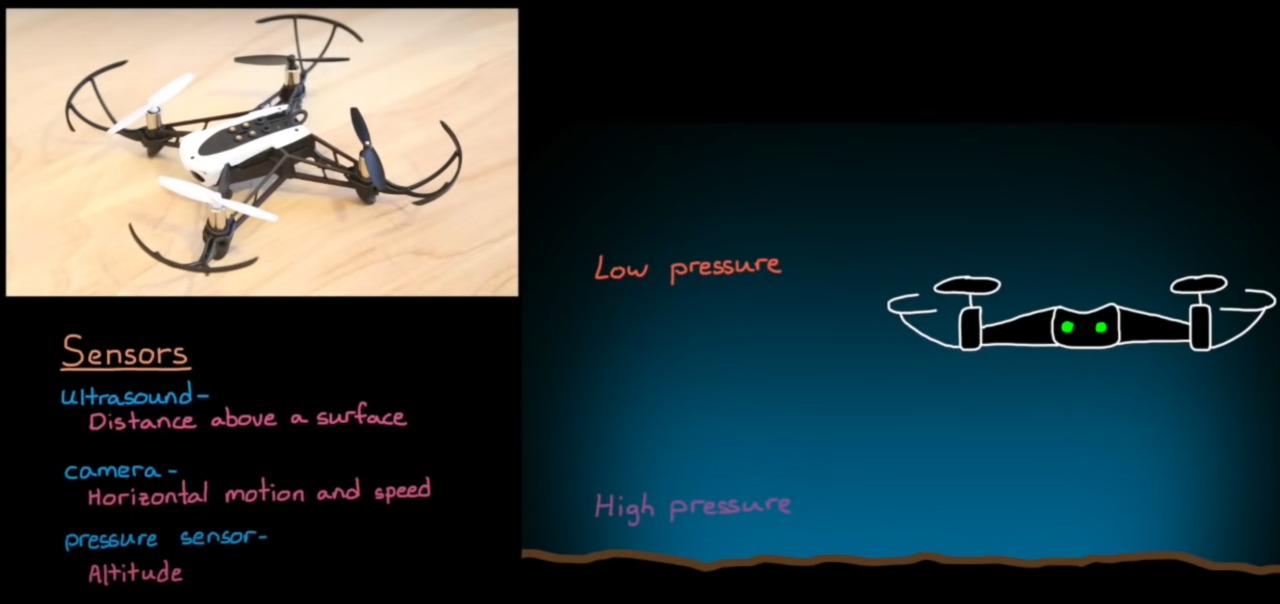 Sensors
ultrasound-
Distance above a surface
camera-
Horizontal motion and speed
pressure sensor-
Altitude
Low pressure
High pressure